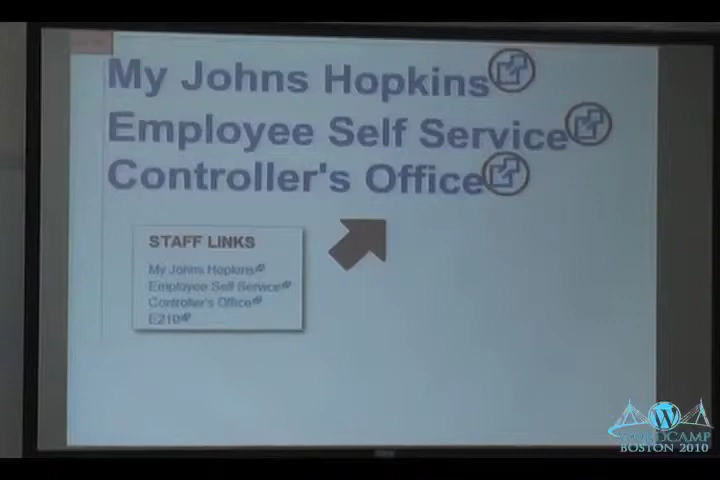 My Johns Hopkins
Employee Self Service
Controller's Office
STAFF LINKS
My Johns Hopkins
Employee Self Service
Controller's Office
E210
WORDCAMP
BOSTON 2010